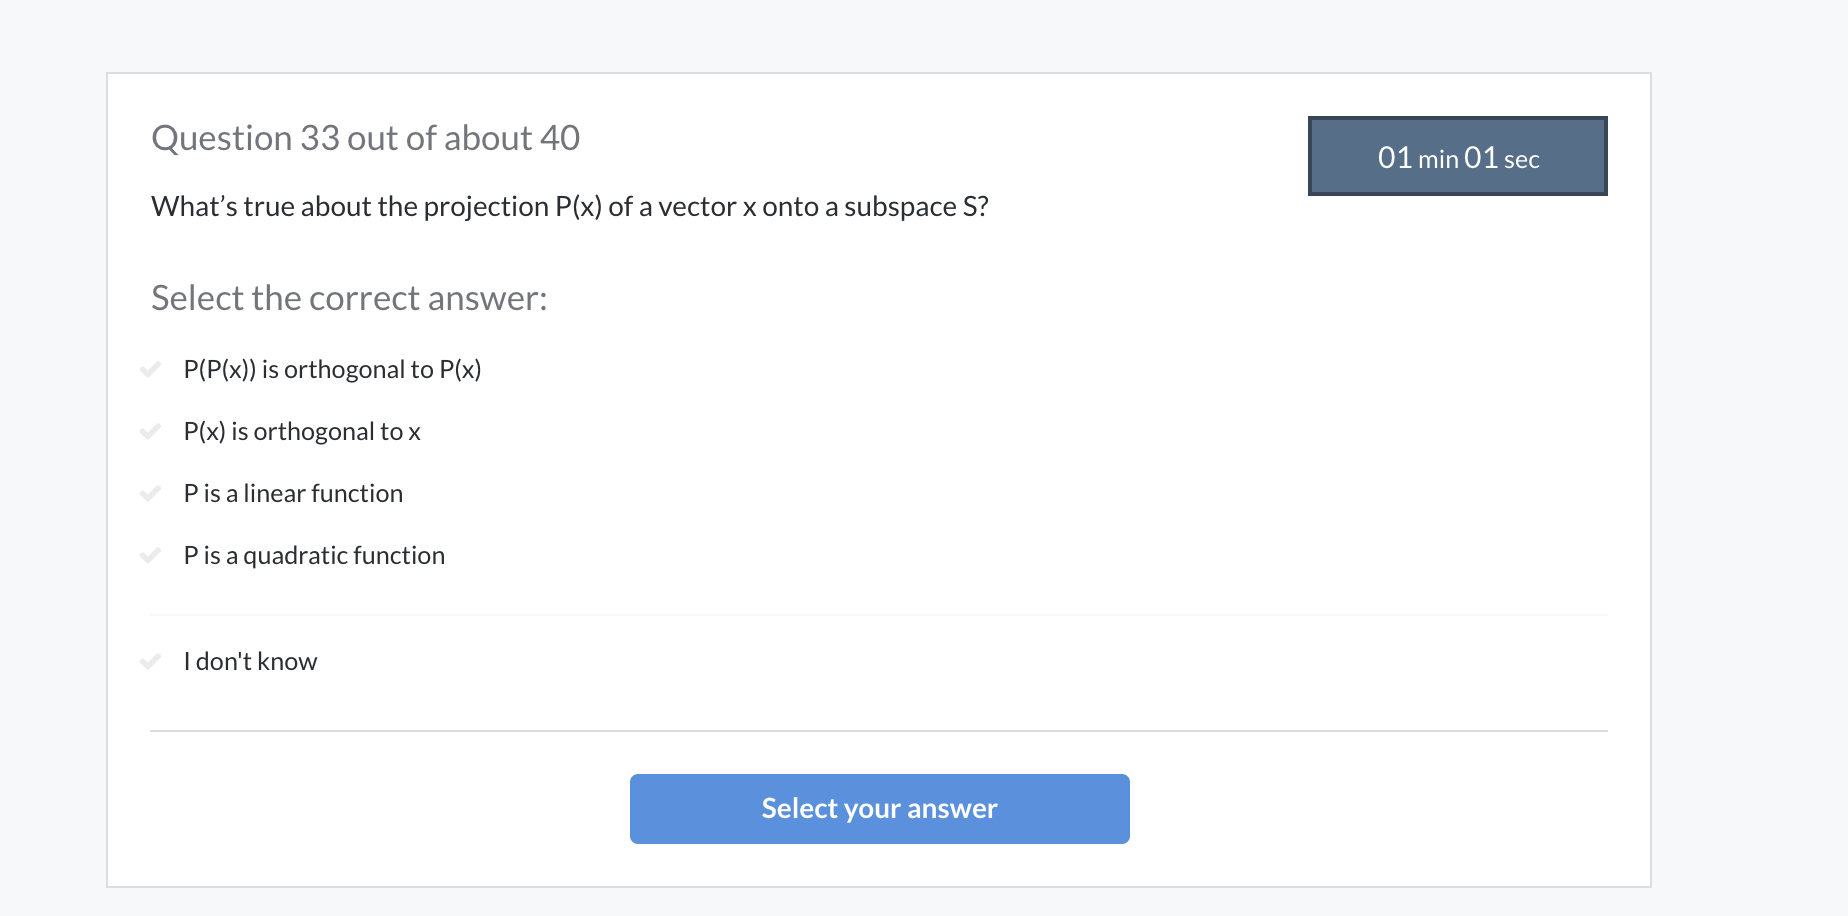 Question 33 out of about 40
01 min 01 sec
What’s true about the projection P(x) of a vector x onto a subspace S?
Select the correct answer:
P(P(x)) is orthogonal to P(x)
P(x) is orthogonal to x
P is a linear function
P is a quadratic function
I don't know
Select your answer